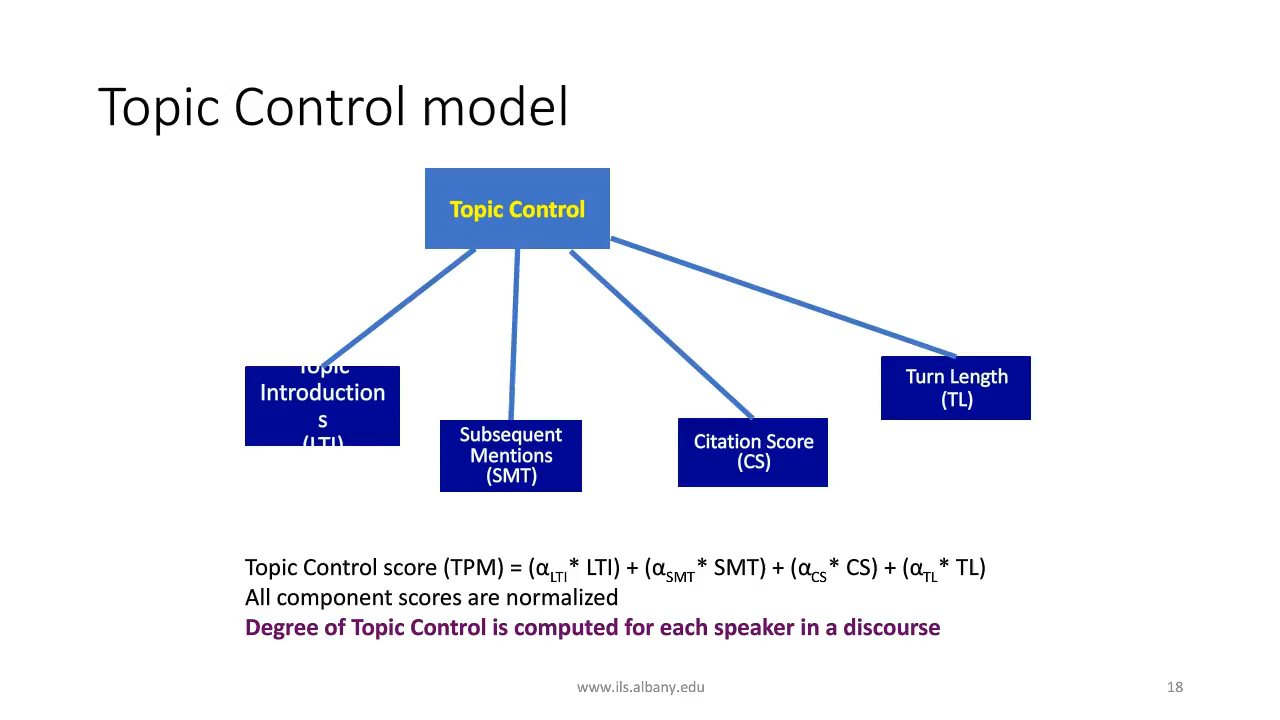 Topic Control model
Topic Control
Topic
Introduction
s
(LTI)
Subsequent
Mentions
(SMT)
Citation Score
(CS)
Turn Length
(TL)
Topic Control score (TPM) = (αLTI* LTI) + (αSMT* SMT) + (αCS* CS) + (αTL* TL)
All component scores are normalized
Degree of Topic Control is computed for each speaker in a discourse
www.ils.albany.edu
18